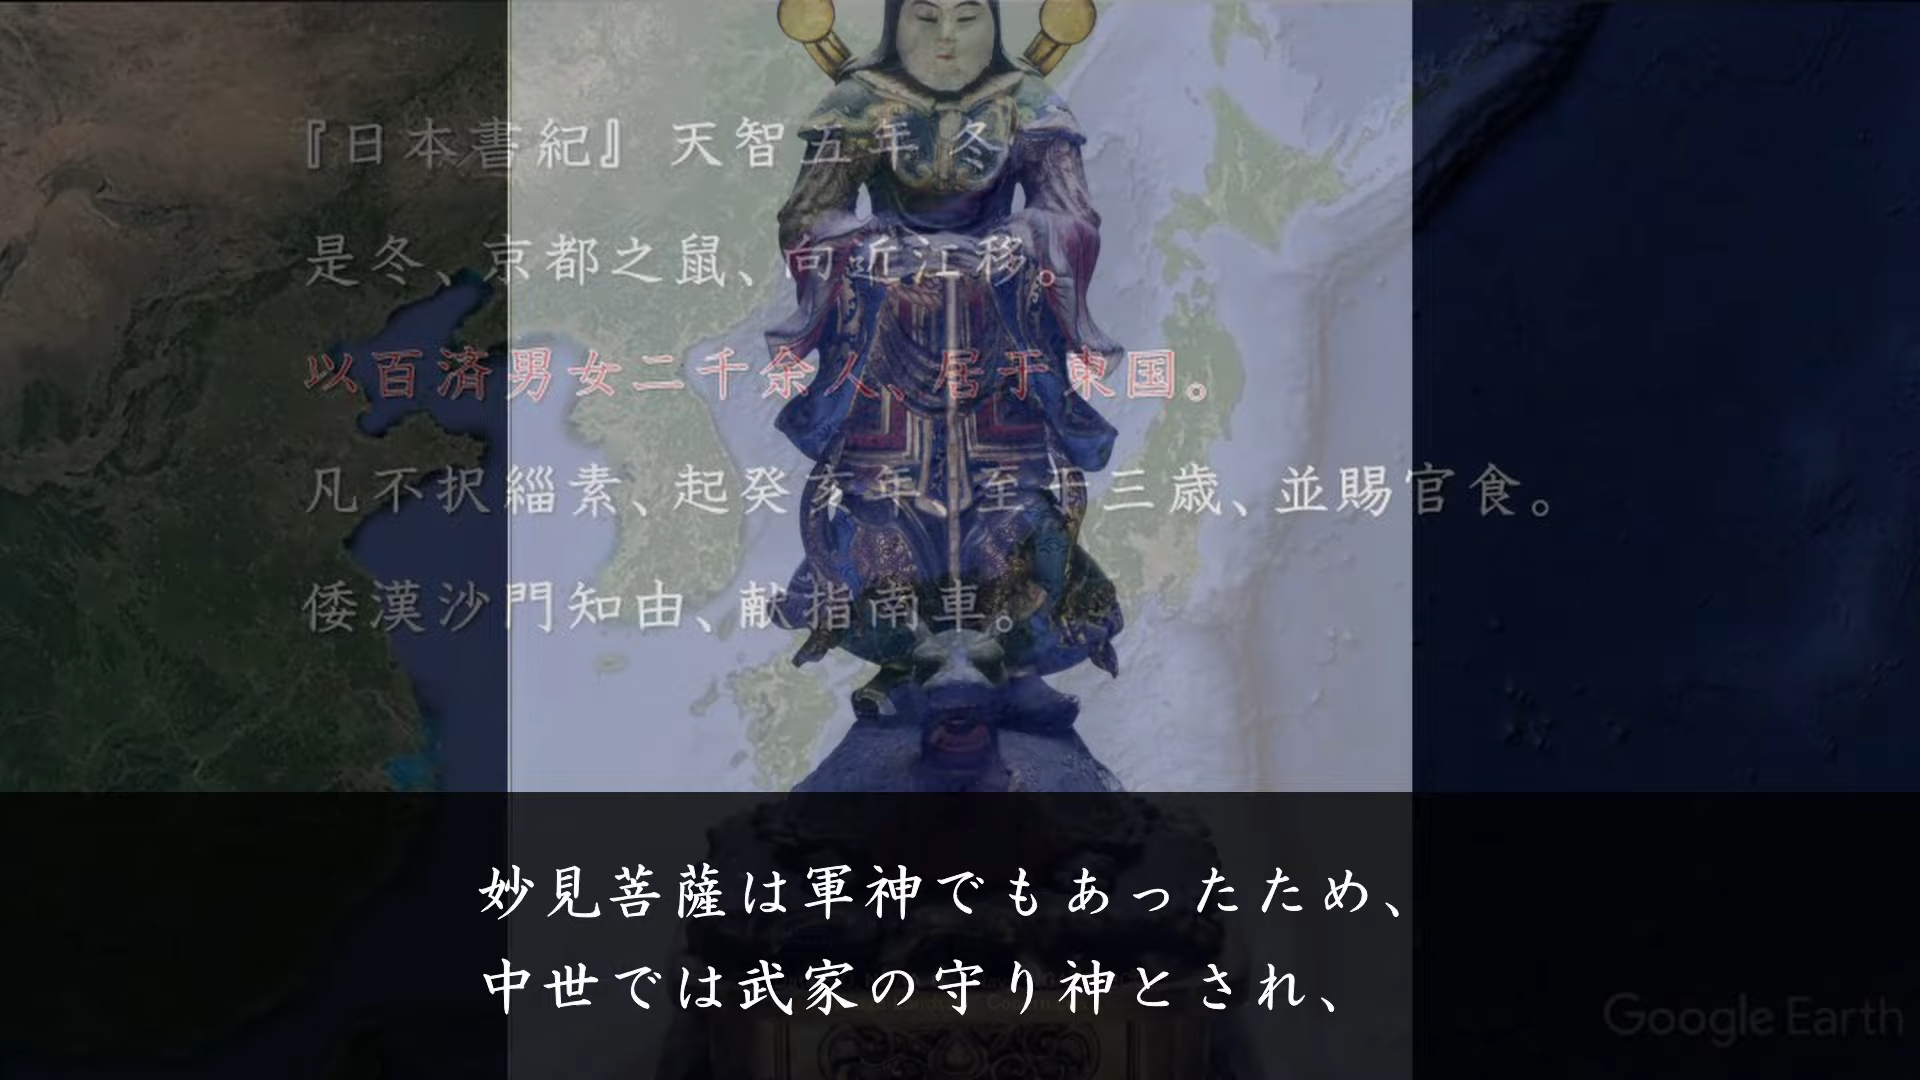 『日本書紀』 天智五年 冬
是冬、京都之鼠、向近江移。
以百済男女二千余人、居于東国。
凡不択緇素、起癸亥年、至于三歳、並賜官食。
倭漢沙門知由、献指南車。
妙見菩薩は軍神でもあったため、
中世では武家の守り神とされ、
Google Earth